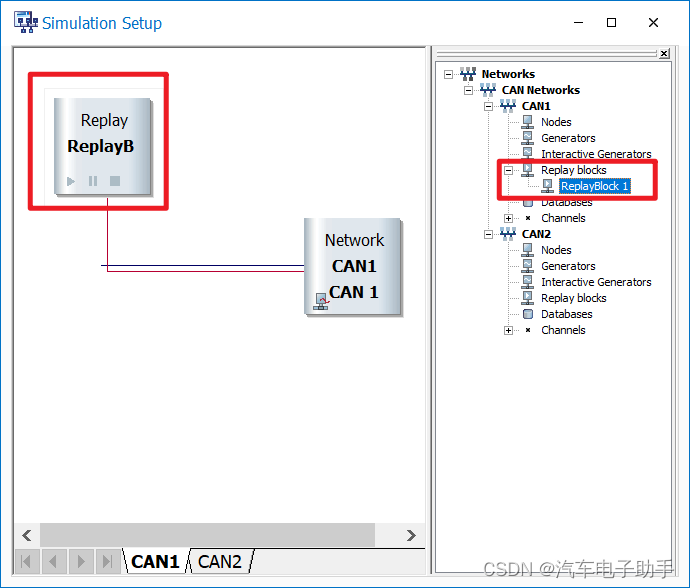 Simulation Setup
Replay
ReplayB
Network
CAN1
CAN 1
CAN1
CAN2
Networks
CAN Networks
CAN1
Nodes
Generators
Interactive Generators
Replay blocks
ReplayBlock 1
Databases
Channels
CAN2
Nodes
Generators
Interactive Generators
Replay blocks
Databases
Channels
CSDN @汽车电子助手